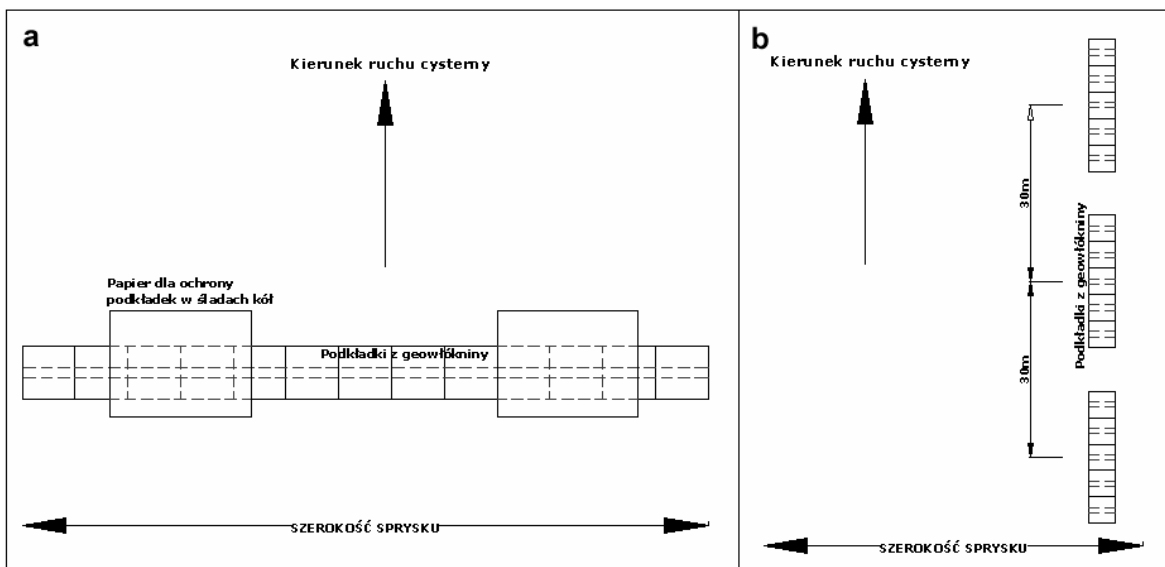 a
Kierunek ruchu cysterny
Papier dla ochrony
podkładek w śladach kół
Podkładki z geowłókniny
SZEROKOŚĆ SPRYSKU
b
Kierunek ruchu cysterny
30m
30m
Podkładki z geowłókniny
SZEROKOŚĆ SPRYSKU